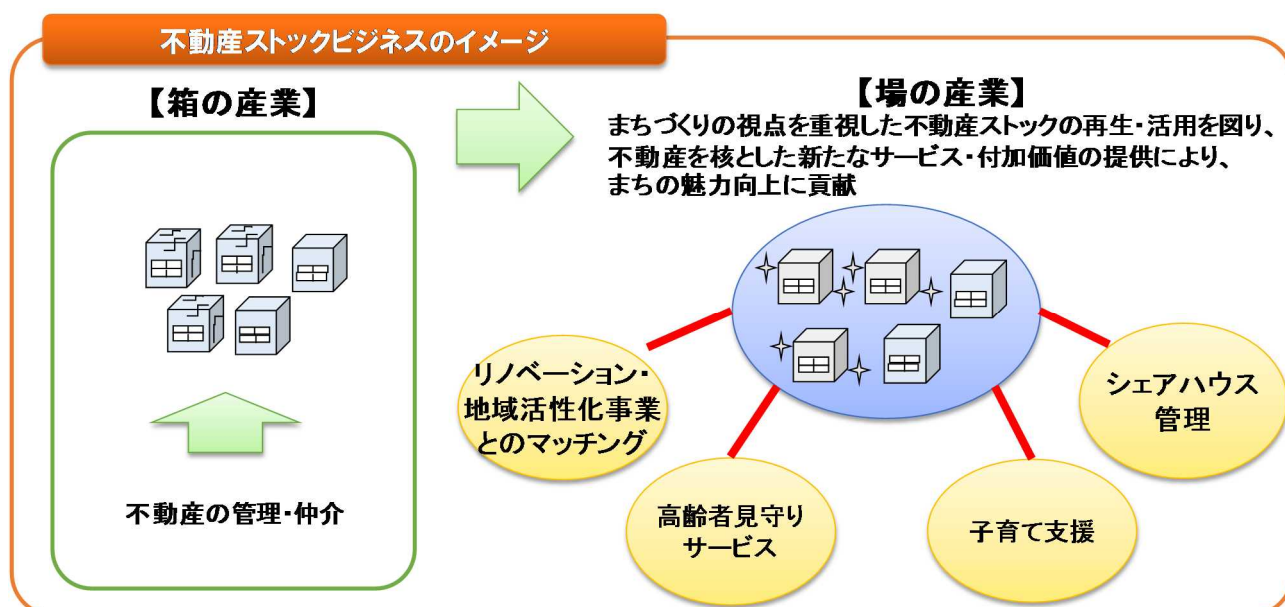 不動産ストックビジネスのイメージ
【箱の産業】
不動産の管理・仲介
【場の産業】
まちづくりの視点を重視した不動産ストックの再生・活用を図り、
不動産を核とした新たなサービス・付加価値の提供により、
まちの魅力向上に貢献
リノベーション・
地域活性化事業
とのマッチング
高齢者見守り
サービス
子育て支援
シェアハウス
管理